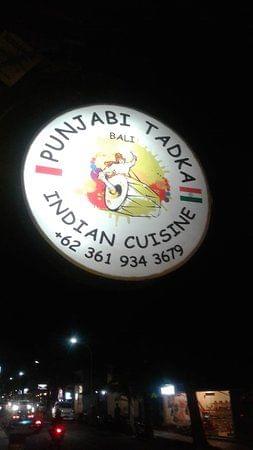 PUNJABI TADKA
BALI
INDIAN CUISINE
+62 361 934 3679